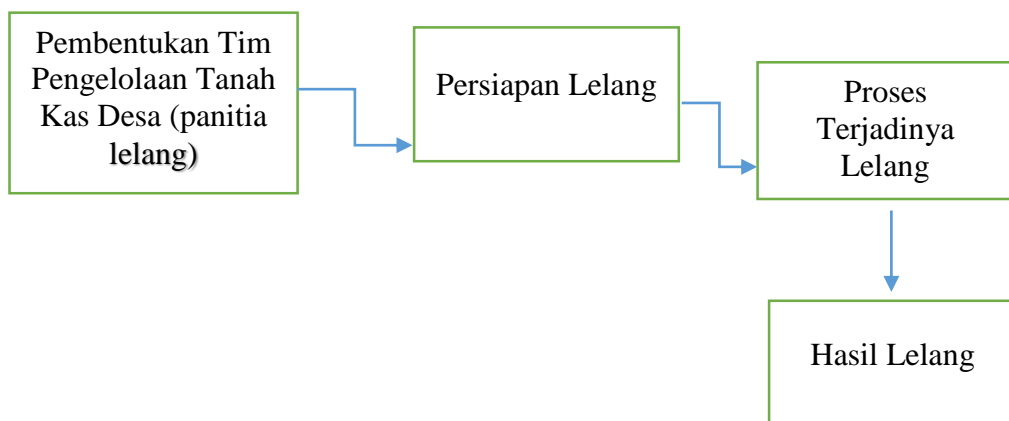 Pembentukan Tim
Pengelolaan Tanah
Kas Desa (panitia
lelang)
Persiapan Lelang
Proses
Terjadinya
Lelang
Hasil Lelang